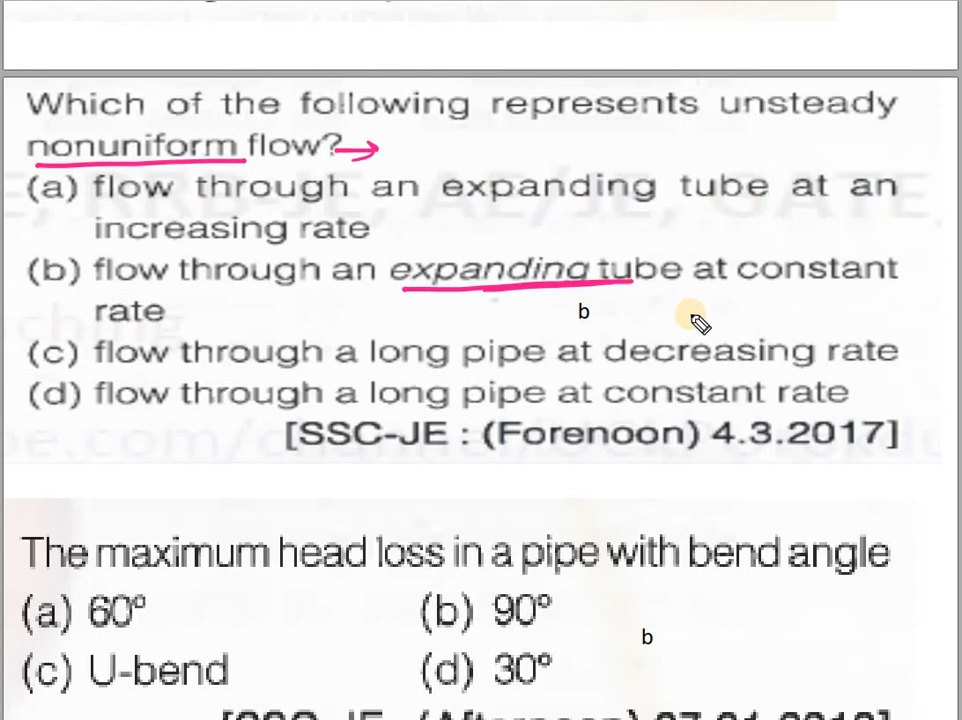 Which of the following represents unsteady
nonuniform flow?
(a) flow through an expanding tube at an
increasing rate
(b) flow through an expanding tube at constant
rate
b
(c) flow through a long pipe at decreasing rate
(d) flow through a long pipe at constant rate
[SSC-JE : (Forenoon) 4.3.2017]
The maximum head loss in a pipe with bend angle
(a) 60° (b) 90°
b
(c) U-bend (d) 30°